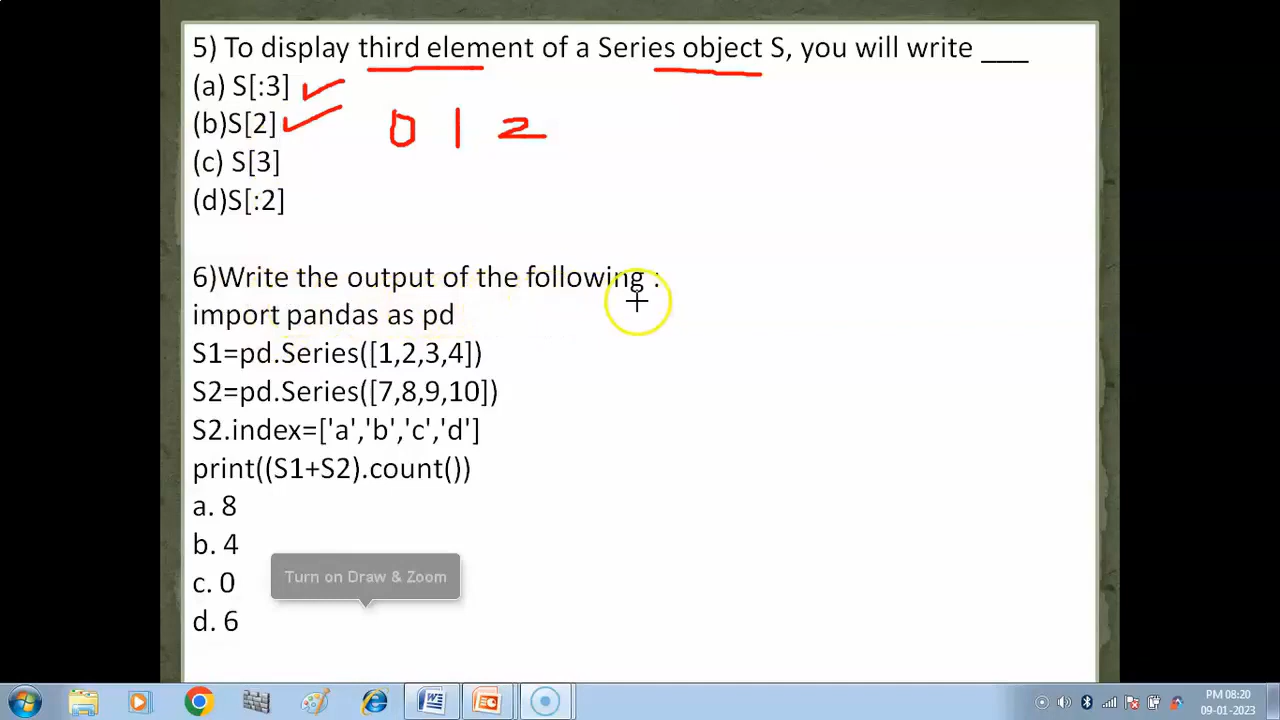 5) To display third element of a Series object S, you will write ___
(a) S[:3]
(b)S[2]
0 1 2
(c) S[3]
(d)S[:2]
6)Write the output of the following :
import pandas as pd
S1=pd.Series([1,2,3,4])
S2=pd.Series([7,8,9,10])
S2.index=['a','b','c','d']
print((S1+S2).count())
a. 8
b. 4
c. 0
d. 6
Turn on Draw & Zoom
PM 08:20
09-01-2023